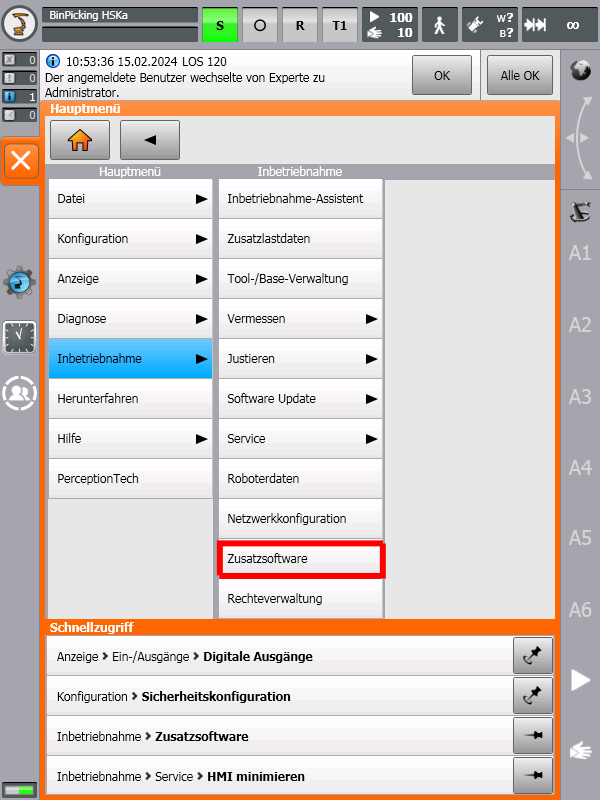 BinPicking HSKa
S
O
R
T1
100
10
W?
B?
∞
0
0
1
0
10:53:36 15.02.2024 LOS 120
Der angemeldete Benutzer wechselte von Experte zu
Administrator.
OK
Alle OK
Hauptmenü
Hauptmenü
Inbetriebnahme
Datei
Inbetriebnahme-Assistent
Konfiguration
Zusatzlastdaten
Anzeige
Tool-/Base-Verwaltung
Diagnose
Vermessen
Inbetriebnahme
Justieren
Herunterfahren
Software Update
Hilfe
Service
PerceptionTech
Roboterdaten
Netzwerkkonfiguration
Zusatzsoftware
Rechteverwaltung
A1
A2
A3
A4
A5
A6
Schnellzugriff
Anzeige > Ein-/Ausgänge > Digitale Ausgänge
Konfiguration > Sicherheitskonfiguration
Inbetriebnahme > Zusatzsoftware
Inbetriebnahme > Service > HMI minimieren